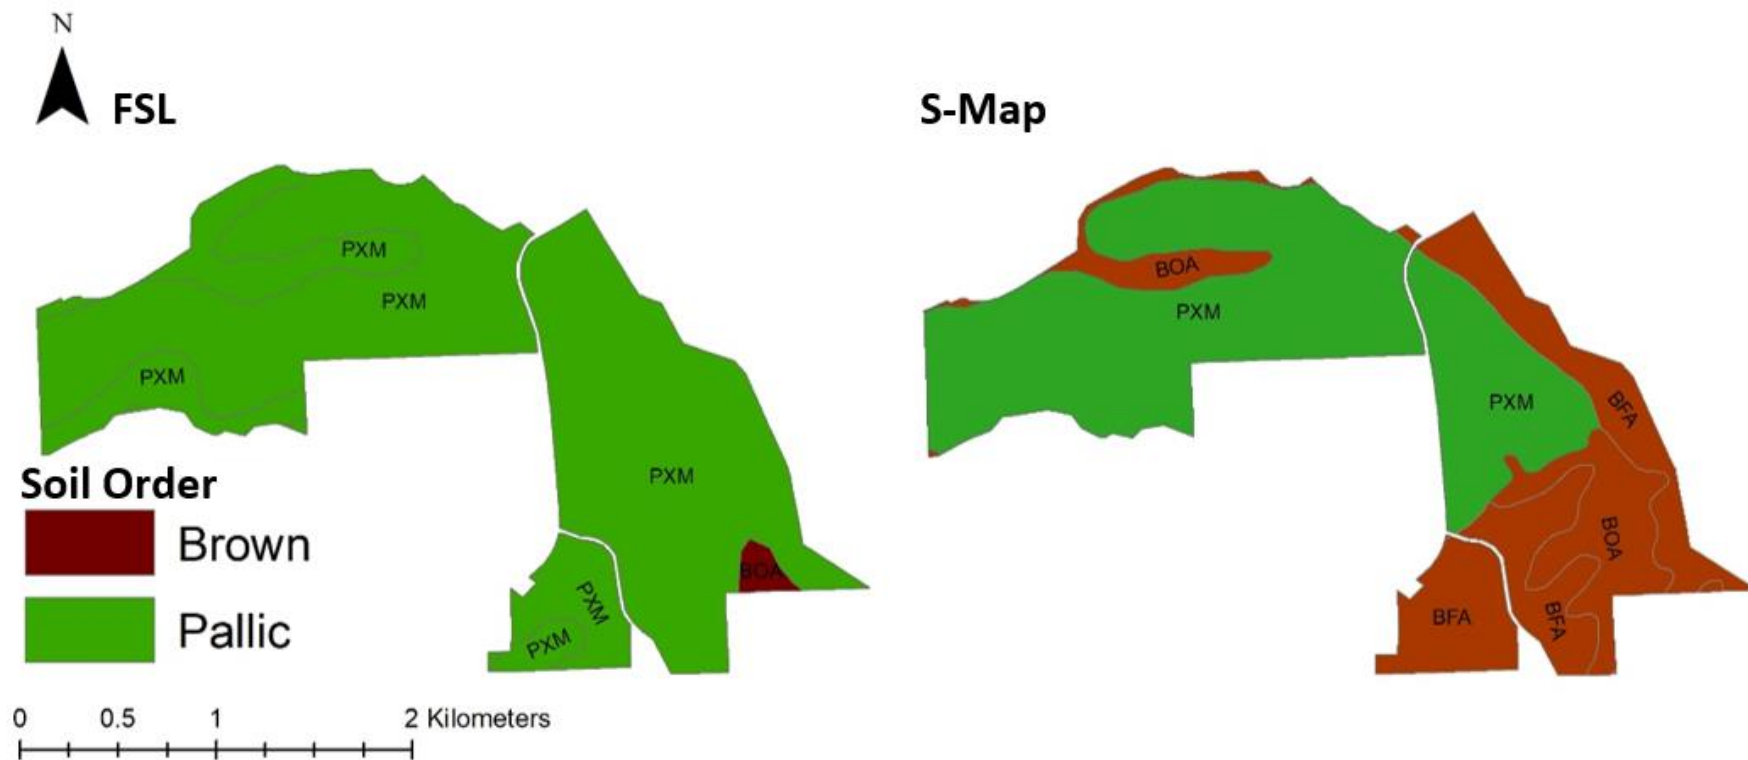 N
FSL
S-Map
PXM
PXM
PXM
PXM
BOA
PXM
PXM
BOA
PXM
PXM
BFA
BOA
BFA
BFA
Soil Order
Brown
Pallic
0 0.5 1 2 Kilometers